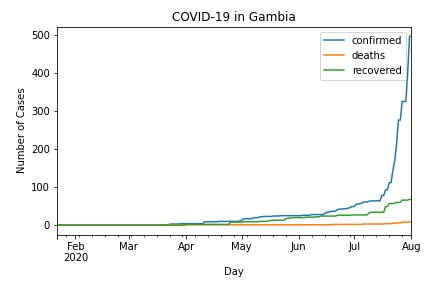 COVID-19 in Gambia
confirmed
deaths
recovered
500
400
300
200
100
0
Number of Cases
Feb Mar Apr May Jun Jul Aug
2020
Day